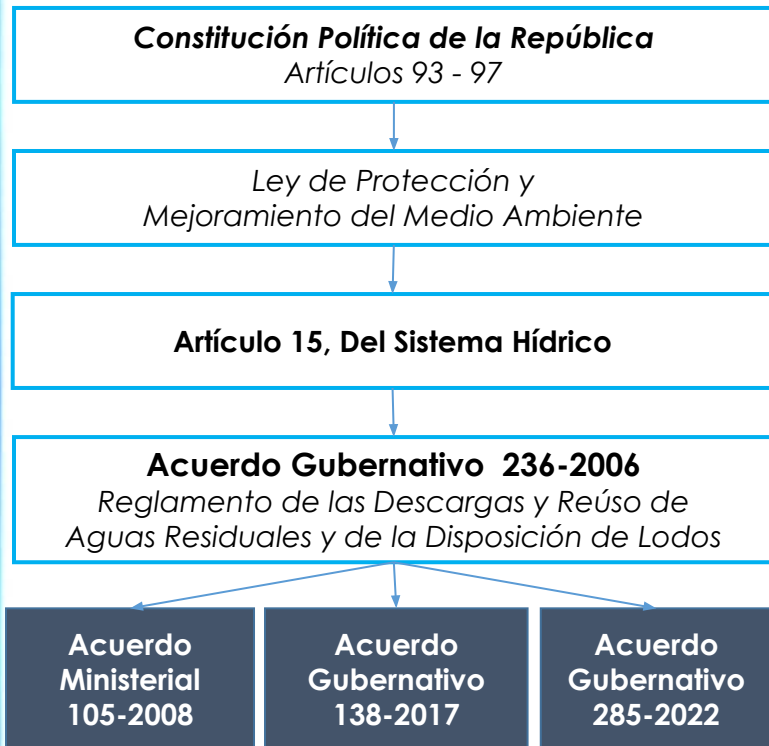 Constitución Política de la República
Artículos 93 - 97
Ley de Protección y
Mejoramiento del Medio Ambiente
Artículo 15, Del Sistema Hídrico
Acuerdo Gubernativo 236-2006
Reglamento de las Descargas y Reúso de
Aguas Residuales y de la Disposición de Lodos
Acuerdo
Ministerial
105-2008
Acuerdo
Gubernativo
138-2017
Acuerdo
Gubernativo
285-2022